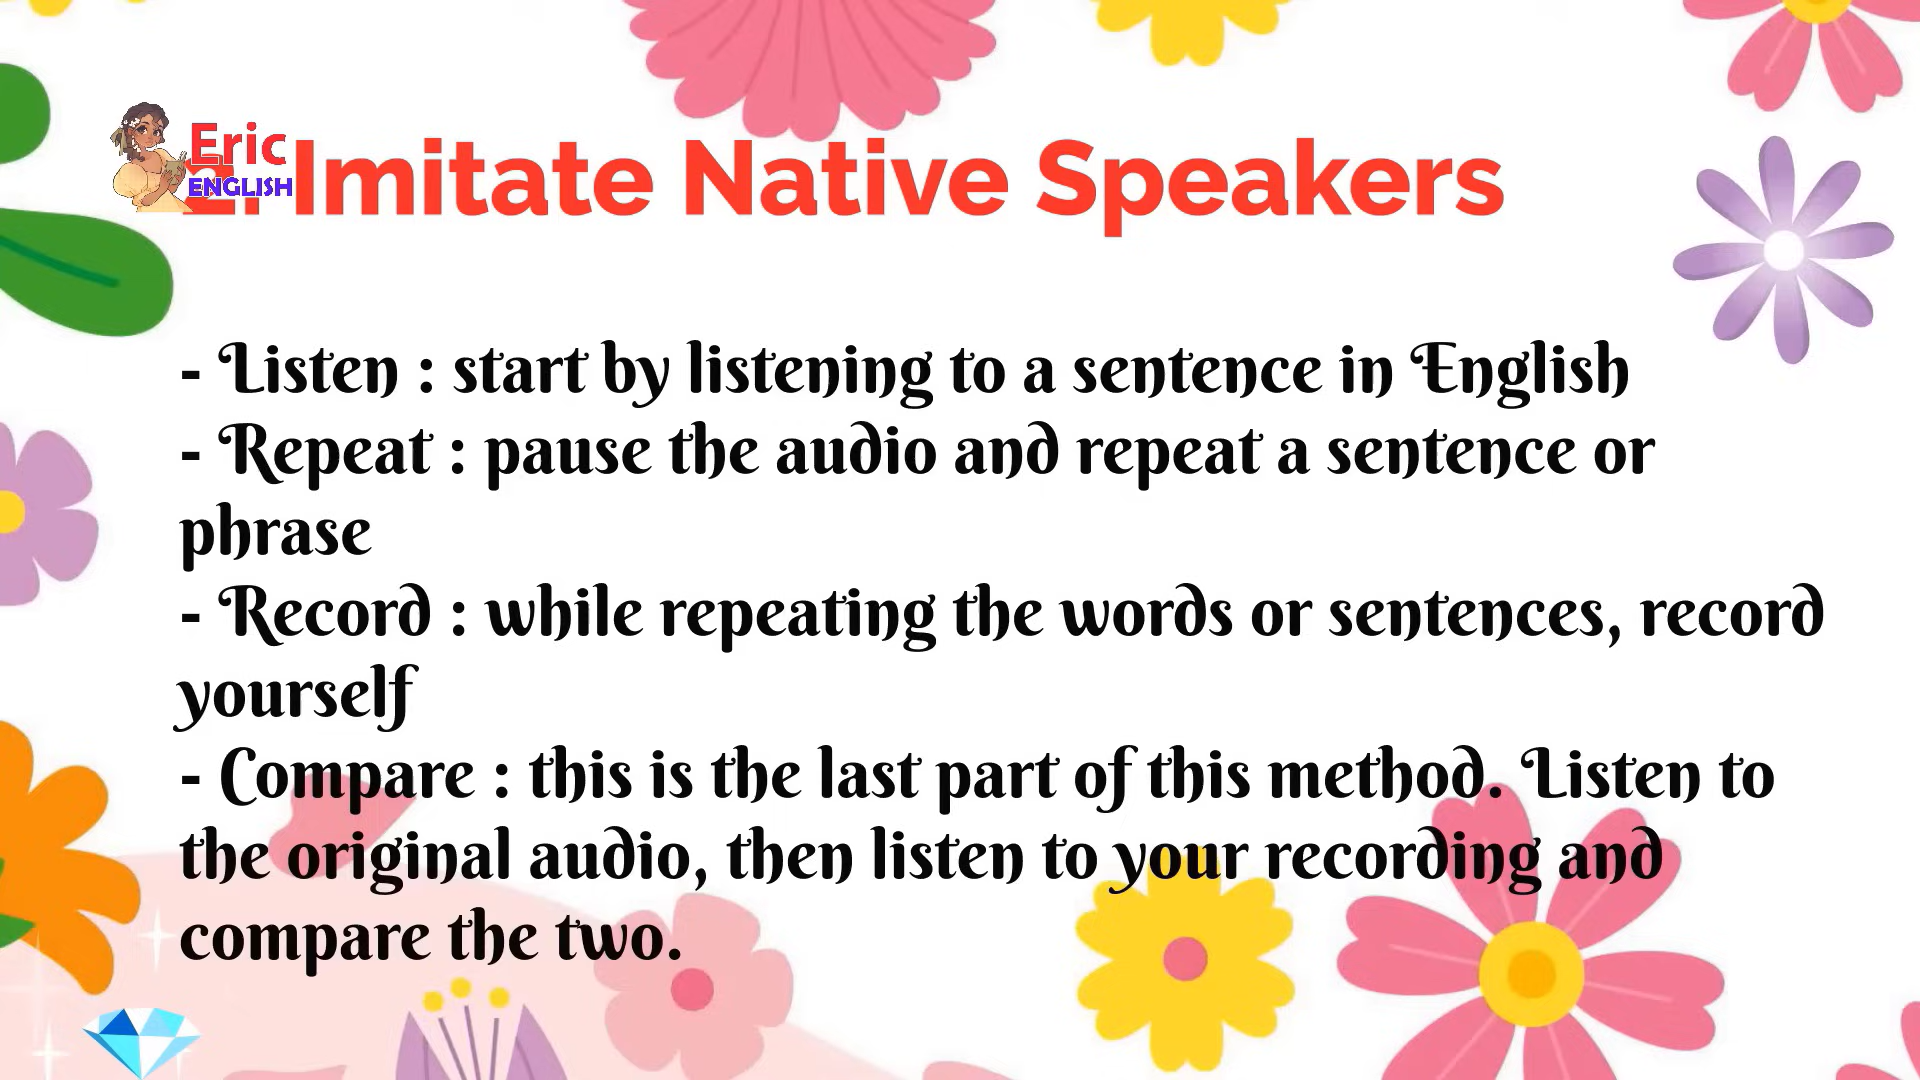 Eric
ENGLISH
2. Imitate Native Speakers
- Listen : start by listening to a sentence in English
- Repeat : pause the audio and repeat a sentence or
phrase
- Record : while repeating the words or sentences, record
yourself
- Compare : this is the last part of this method. Listen to
the original audio, then listen to your recording and
compare the two.